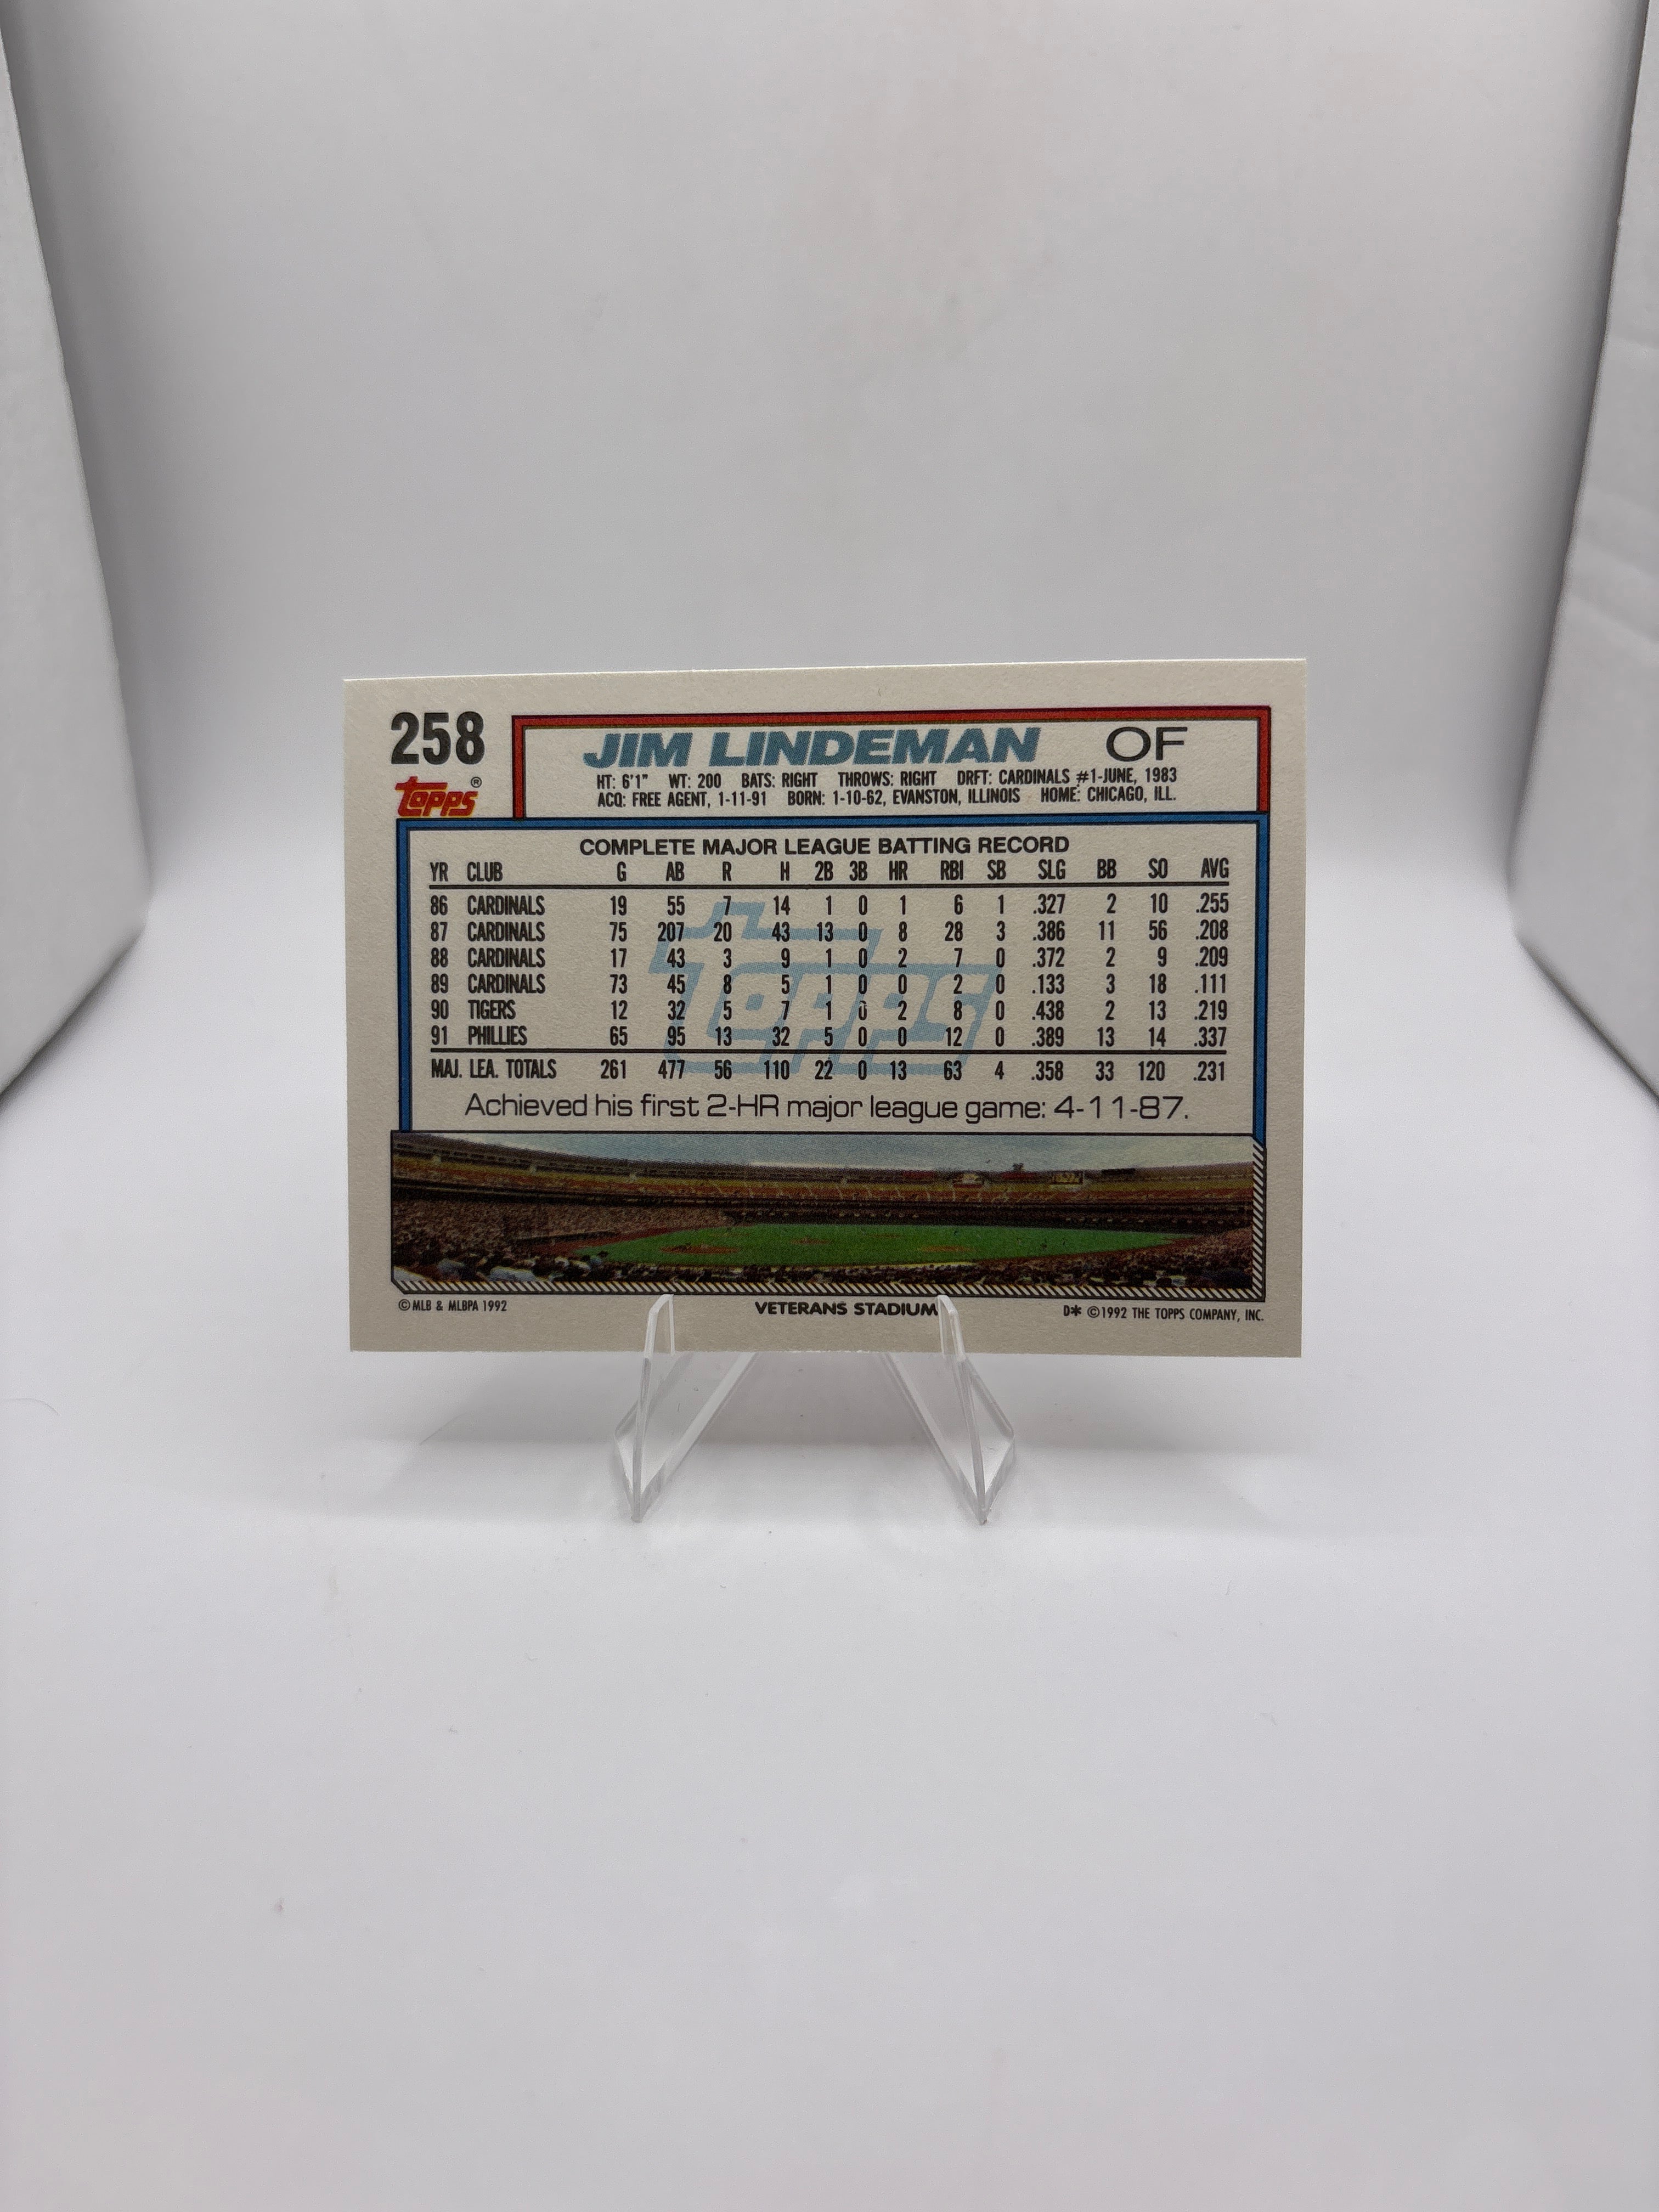 258
Topps®
JIM LINDEMAN OF
HT: 6'1" WT: 200 BATS: RIGHT THROWS: RIGHT DRFT: CARDINALS #1-JUNE, 1983
ACQ: FREE AGENT, 1-11-91 BORN: 1-10-62, EVANSTON, ILLINOIS HOME: CHICAGO, ILL.
COMPLETE MAJOR LEAGUE BATTING RECORD
YR CLUB G AB R H 2B 3B HR RBI SB SLG BB SO AVG
86 CARDINALS 19 55 7 14 1 0 1 6 1 .327 2 10 .255
87 CARDINALS 75 207 20 43 13 0 8 28 3 .386 11 56 .208
88 CARDINALS 17 43 3 9 1 0 2 7 0 .372 2 9 .209
89 CARDINALS 73 45 8 5 1 0 0 2 0 .133 3 18 .111
90 TIGERS 12 32 5 7 1 0 2 8 0 .438 2 13 .219
91 PHILLIES 65 95 13 32 5 0 0 12 0 .389 13 14 .337
MAJ. LEA. TOTALS 261 477 56 110 22 0 13 63 4 .358 33 120 .231
Topps
Achieved his first 2-HR major league game: 4-11-87.
©MLB & MLBPA 1992 VETERANS STADIUM D* ©1992 THE TOPPS COMPANY, INC.